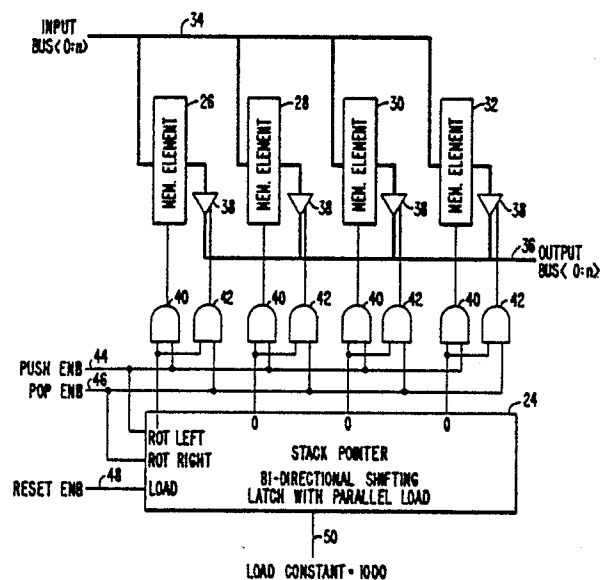 INPUT
BUS<0:n>
34
26
28
30
32
MEM. ELEMENT
MEM. ELEMENT
MEM. ELEMENT
MEM. ELEMENT
38
38
38
38
36
OUTPUT
BUS<0:n>
40
42
40
42
40
42
40
42
PUSH ENB
44
POP ENB
46
24
1
0
0
0
ROT LEFT
ROT RIGHT
STACK POINTER
RESET ENB
48
LOAD
BI-DIRECTIONAL SHIFTING
LATCH WITH PARALLEL LOAD
50
LOAD CONSTANT = 1000